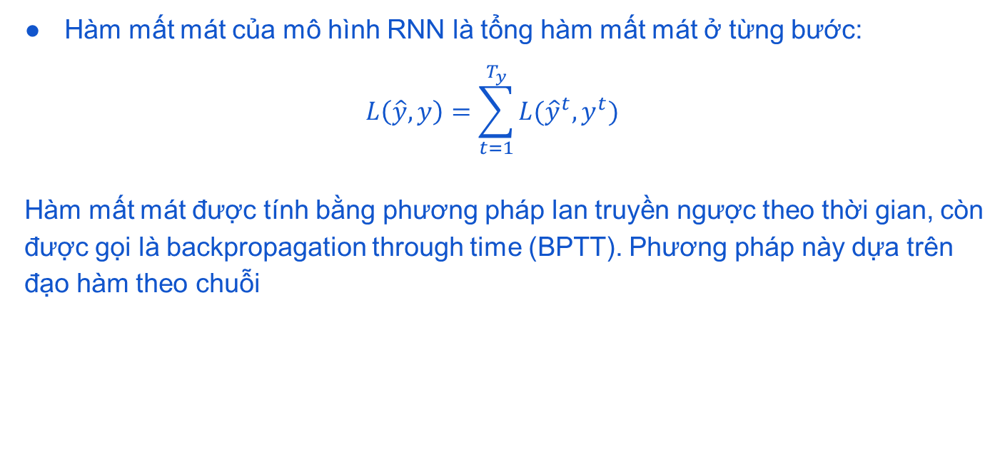 ● Hàm mất mát của mô hình RNN là tổng hàm mất mát ở từng bước:
$L(\hat{y}, y) = \sum_{t=1}^{T_y} L(\hat{y}^t, y^t)$
Hàm mất mát được tính bằng phương pháp lan truyền ngược theo thời gian, còn
được gọi là backpropagation through time (BPTT). Phương pháp này dựa trên
đạo hàm theo chuỗi